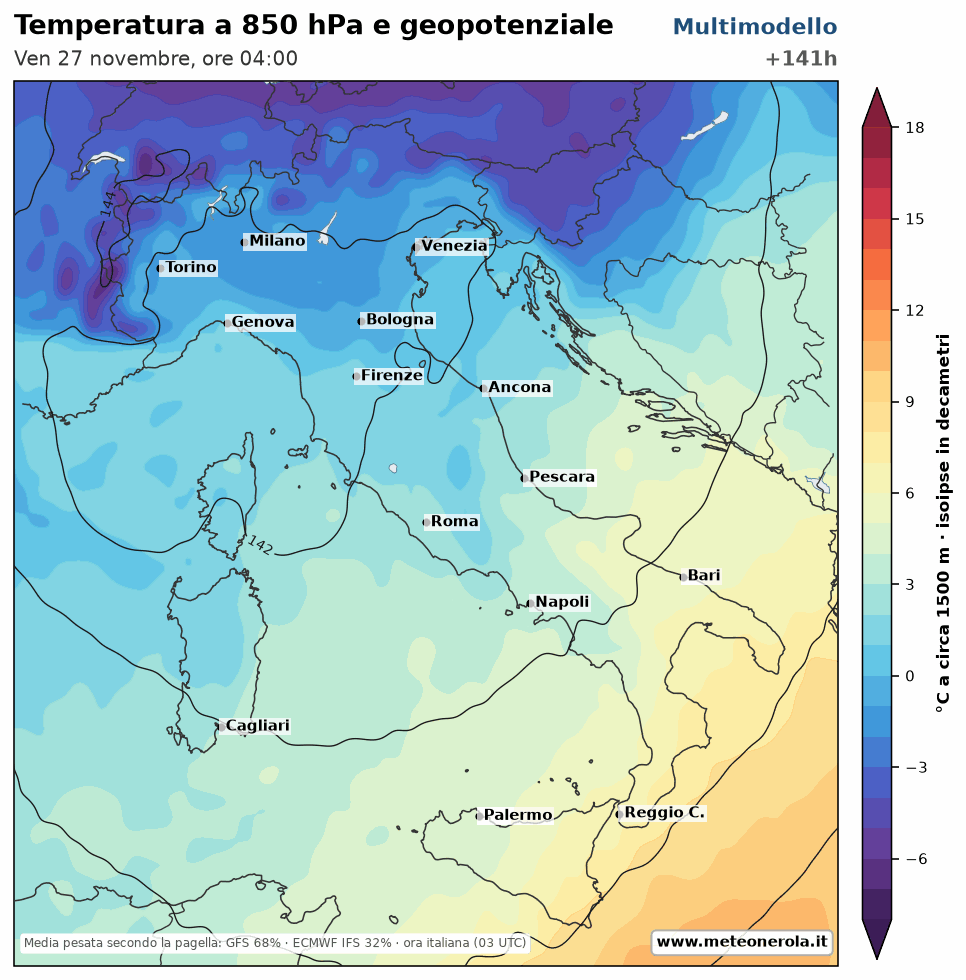 Temperatura a 850 hPa e geopotenziale
Multimodello
Ven 27 novembre, ore 04:00
+141h
144
Milano
Venezia
Torino
Genova
Bologna
Firenze
Ancona
Pescara
Roma
142
Bari
Napoli
Cagliari
Palermo
Reggio C.
18
15
12
9
6
3
0
−3
−6
°C a circa 1500 m · isoipse in decametri
Media pesata secondo la pagella: GFS 68% · ECMWF IFS 32% · ora italiana (03 UTC)
www.meteonerola.it